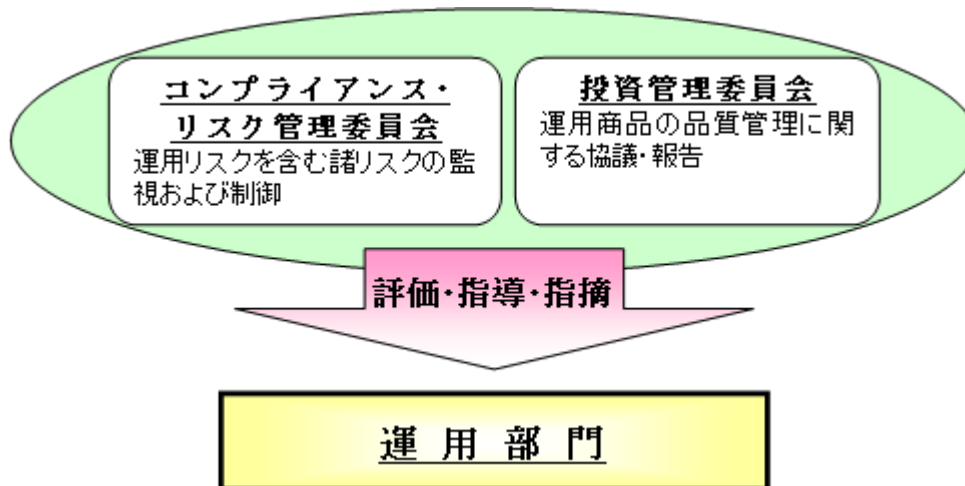 コンプライアンス・
リスク管理委員会
運用リスクを含む諸リスクの監
視および制御
投資管理委員会
運用商品の品質管理に関
する協議・報告
評価・指導・指摘
運用部門